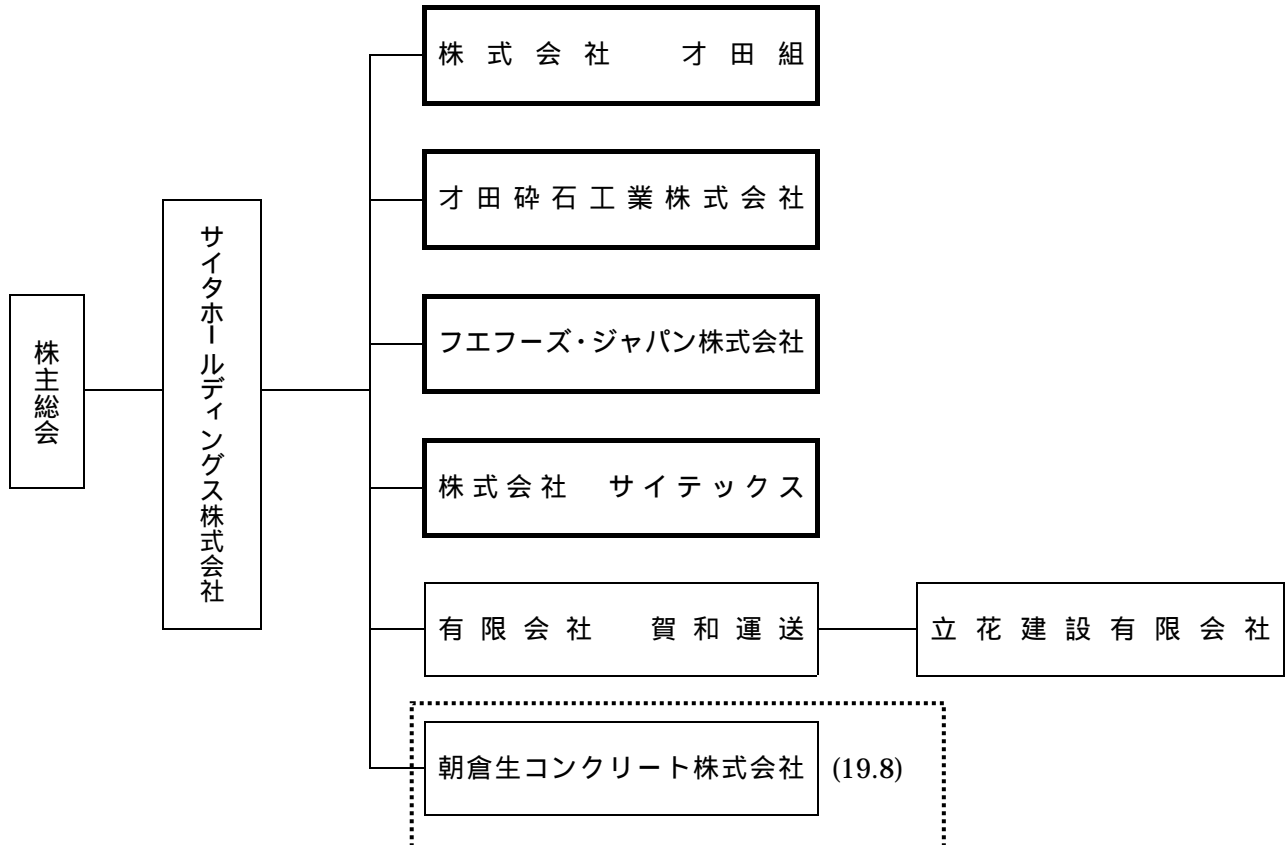 株主総会
サイタホールディングス株式会社
株式会社 才田組
才田砕石工業株式会社
フエフーズ・ジャパン株式会社
株式会社 サイテックス
有限会社 賀和運送
立花建設有限会社
朝倉生コンクリート株式会社 (19.8)